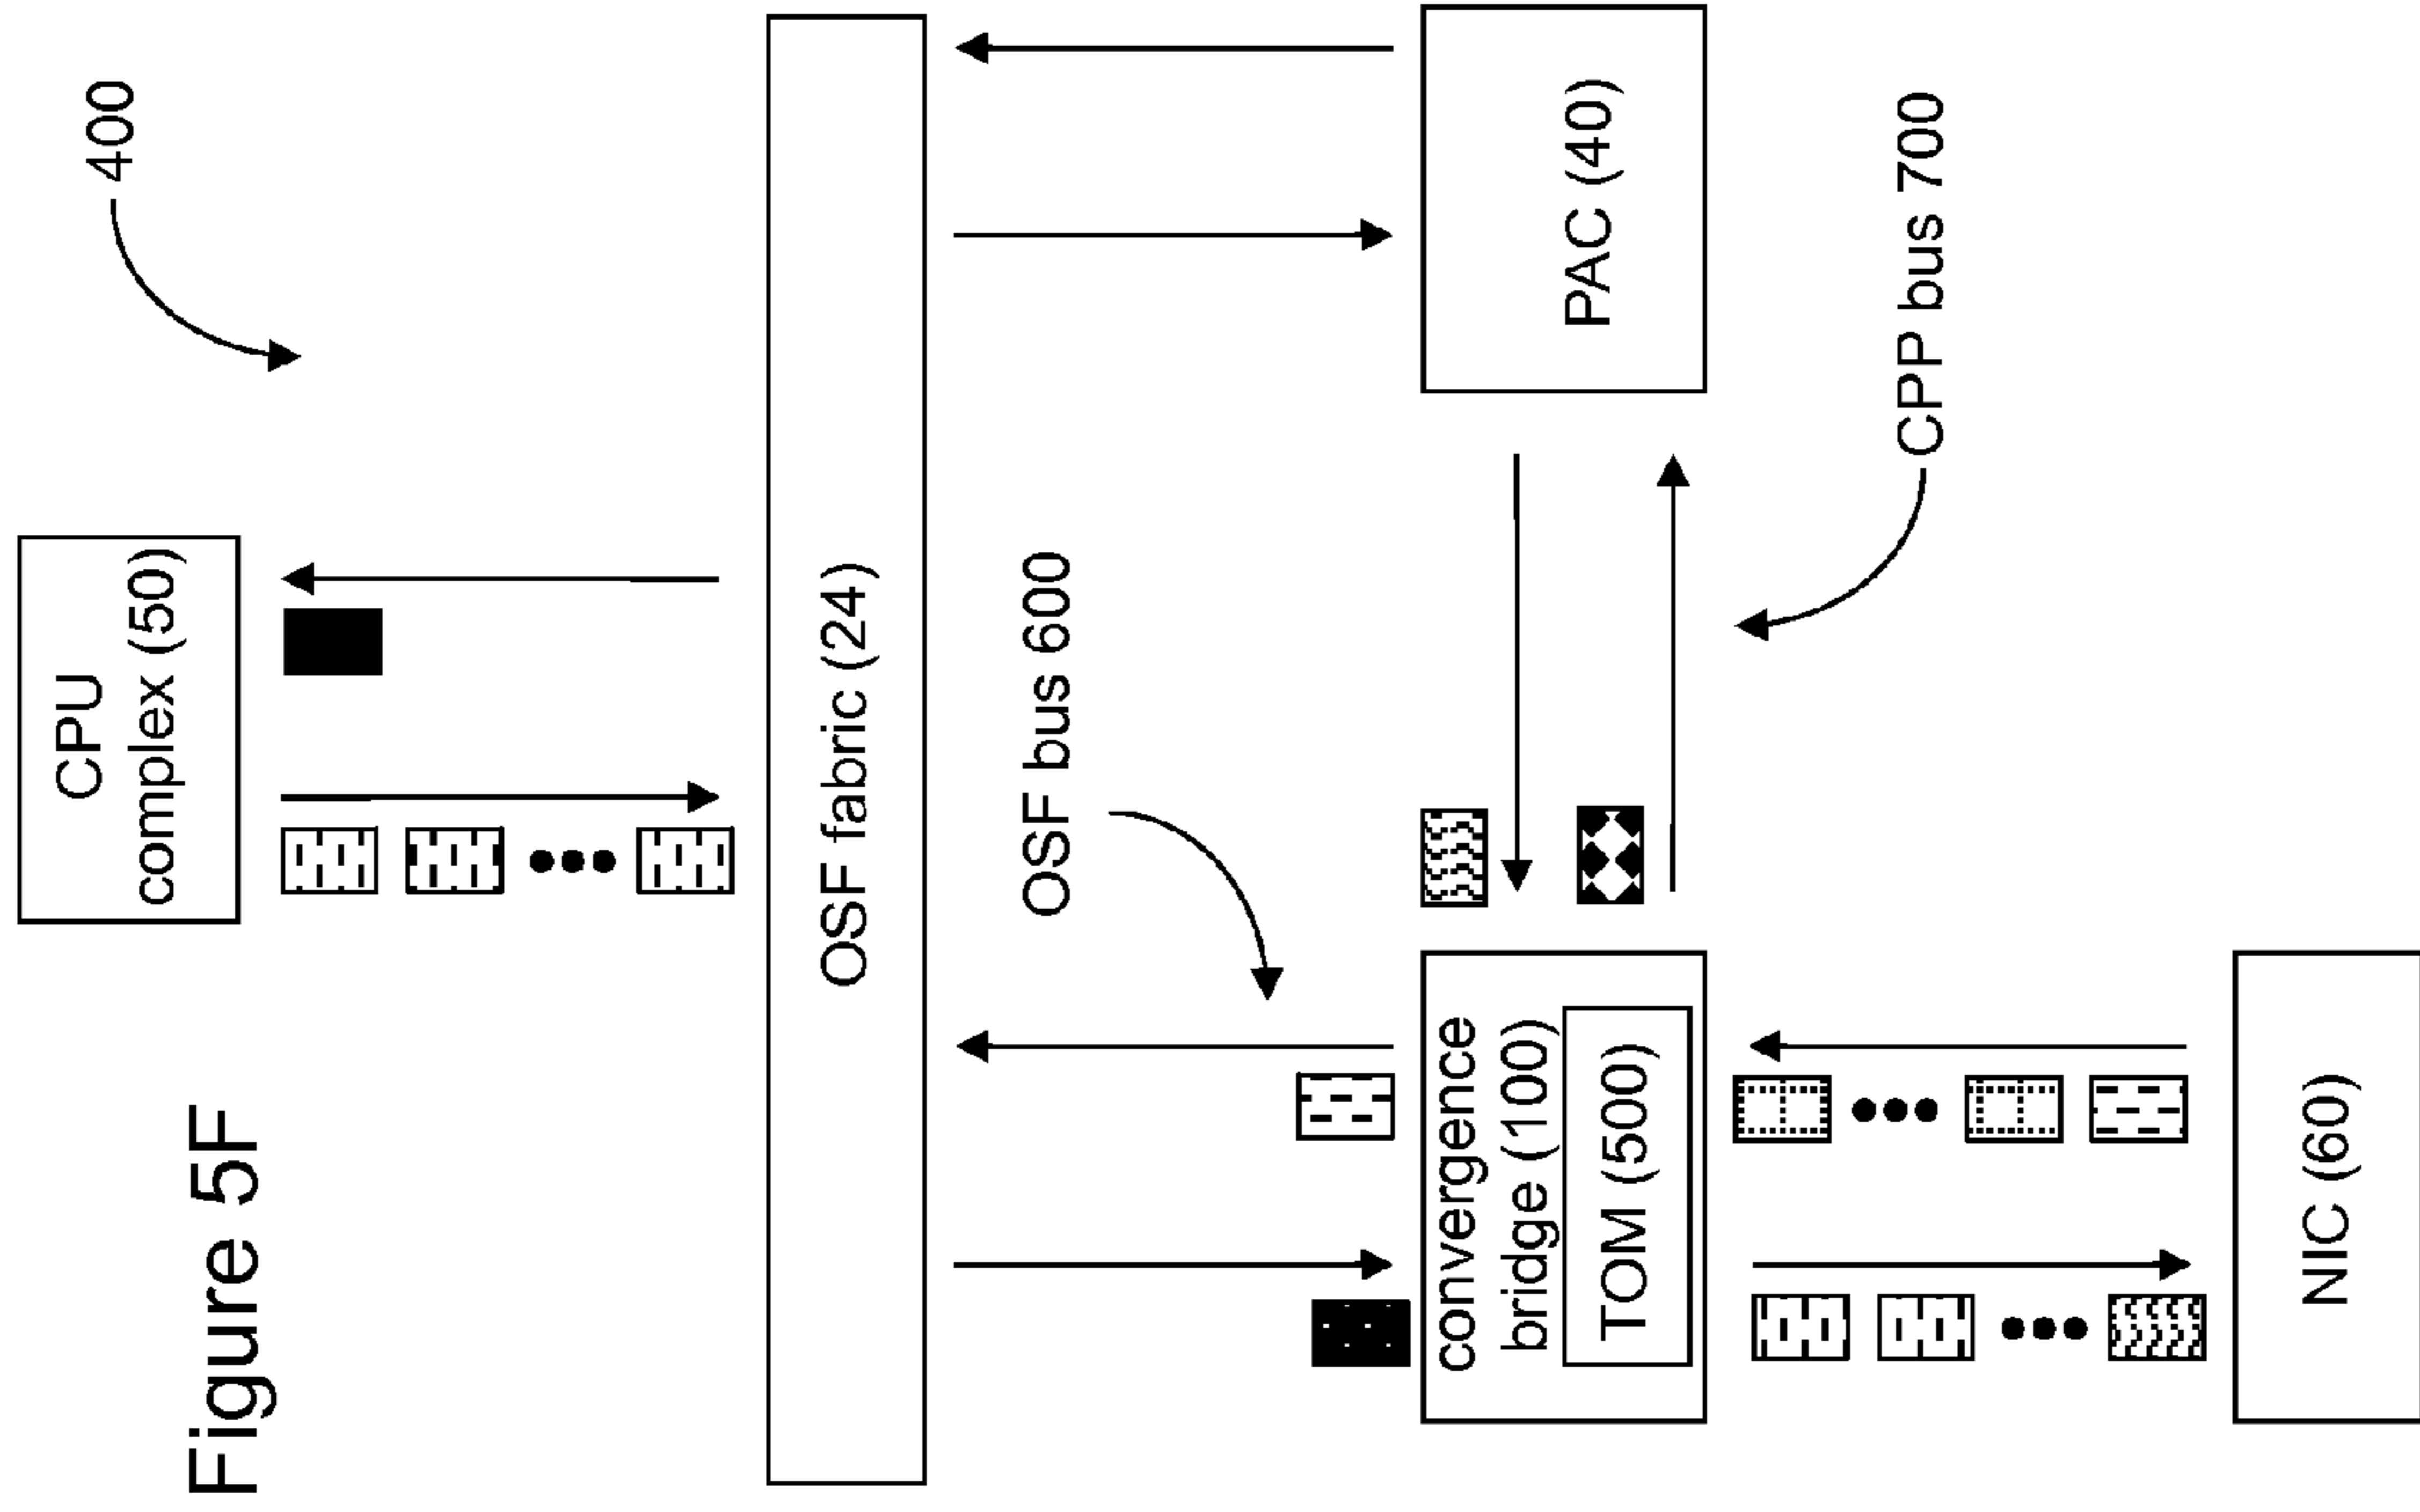 Figure 5F
400
CPU
complex (50)
OSF fabric (24)
OSF bus 600
convergence
bridge (100)
TOM (500)
PAC (40)
CPP bus 700
NIC (60)